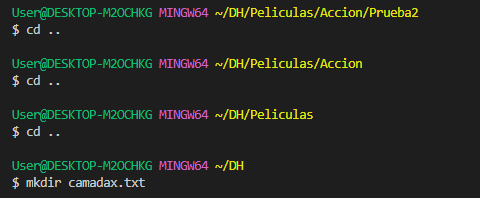 User@DESKTOP-M2OCHKG MINGW64 ~/DH/Peliculas/Accion/Prueba2
$ cd ..
User@DESKTOP-M2OCHKG MINGW64 ~/DH/Peliculas/Accion
$ cd ..
User@DESKTOP-M2OCHKG MINGW64 ~/DH/Peliculas
$ cd ..
User@DESKTOP-M2OCHKG MINGW64 ~/DH
$ mkdir camadax.txt